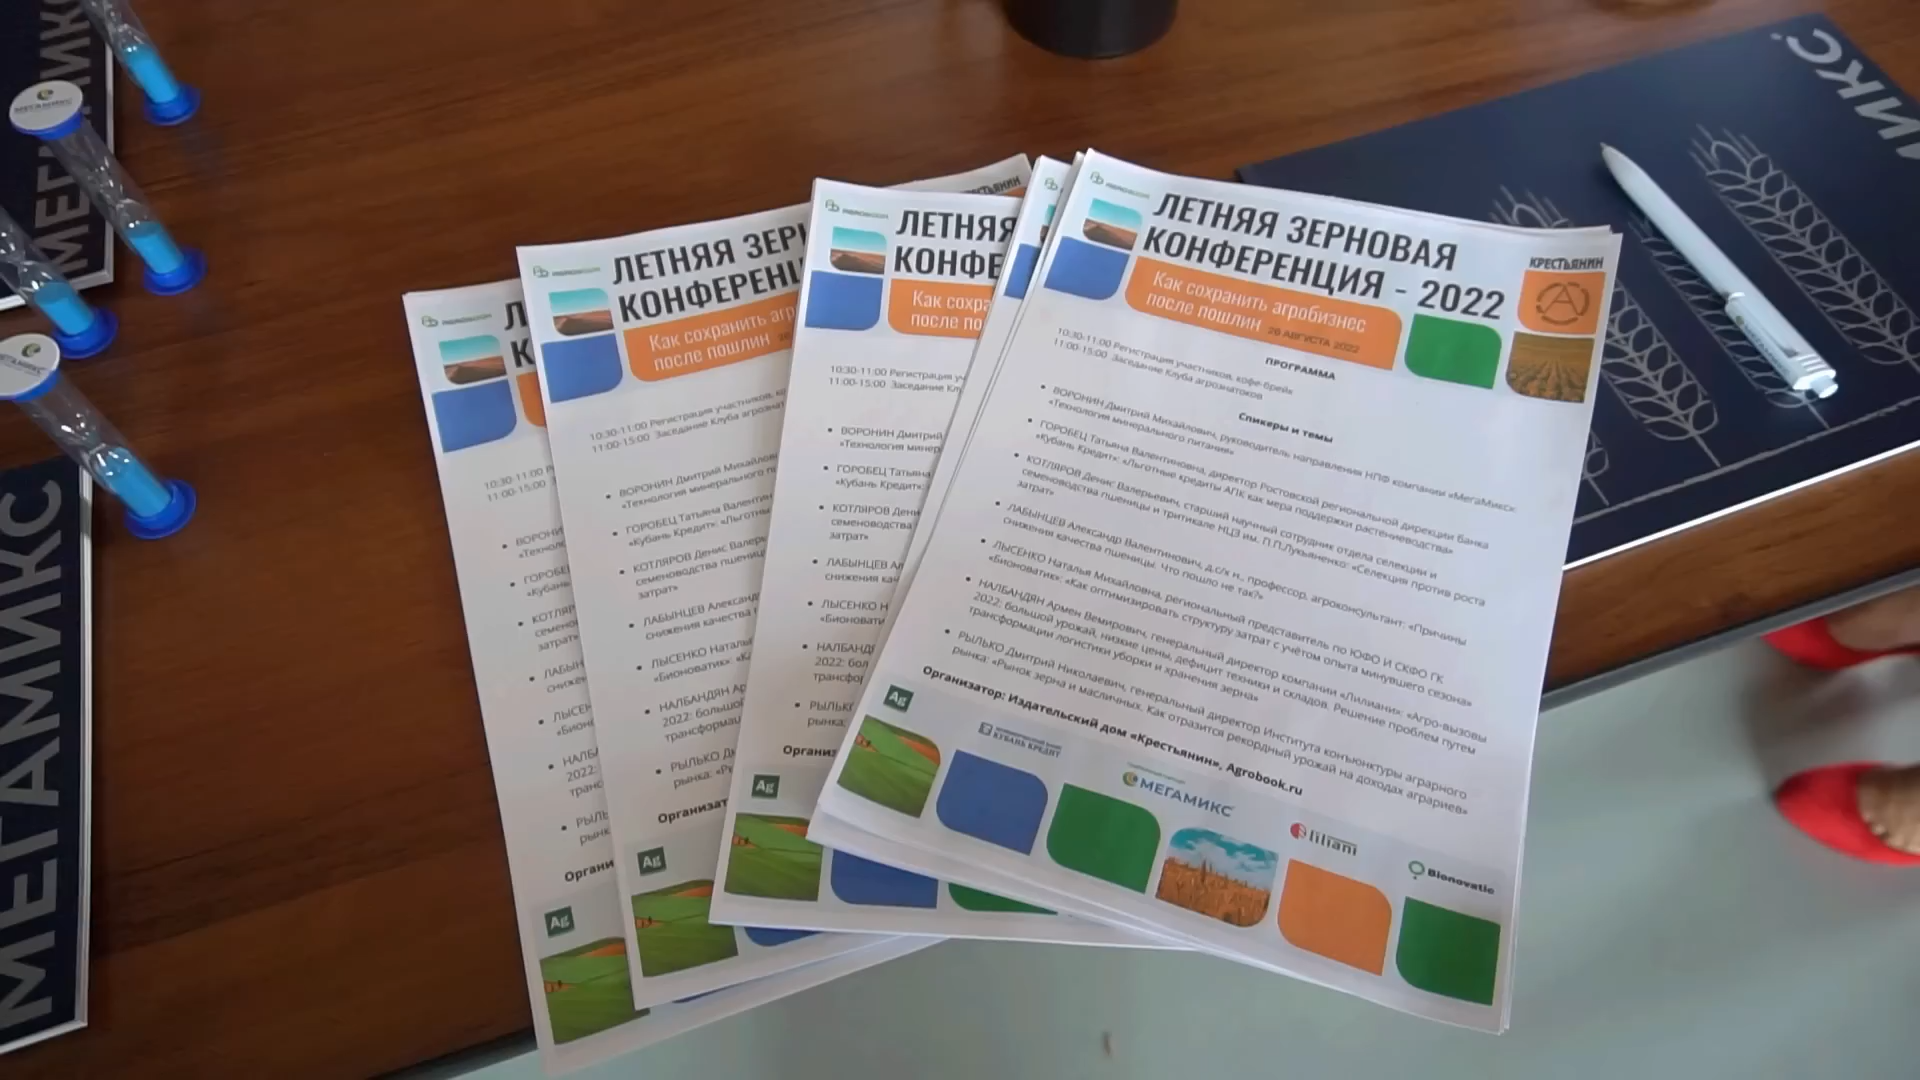 МЕГАМИКС
МЕГАМИКС
МЕГАМИКС
МИКС
ЛЕТНЯЯ ЗЕРНОВАЯ
КОНФЕРЕНЦИЯ - 2022
КРЕСТЬЯНИН
Как сохранить агробизнес
после пошлин 26 АВГУСТА 2022
ПРОГРАММА
10:30-11:00 Регистрация участников, кофе-брейк
11:00-15:00 Заседание Клуба агрознатоков
Спикеры и темы
• ВОРОНИН Дмитрий Михайлович, руководитель направления НПФ компании «МегаМикс»:
«Технология минерального питания»
• ГОРОБЕЦ Татьяна Валентиновна, директор Ростовской региональной дирекции банка
«Кубань Кредит»: «Льготные кредиты АПК как мера поддержки растениеводства»
• КОТЛЯРОВ Денис Валерьевич, старший научный сотрудник отдела селекции и
семеноводства пшеницы и тритикале НЦЗ им. П.П.Лукьяненко: «Селекция против роста
затрат»
• ЛАБЫНЦЕВ Александр Валентинович, д.с/х н., профессор, агроконсультант: «Причины
снижения качества пшеницы. Что пошло не так?»
• ЛЫСЕНКО Наталья Михайловна, региональный представитель по ЮФО И СКФО ГК
«Бионоватик»: «Как оптимизировать структуру затрат с учётом опыта минувшего сезона»
• НАЛБАНДЯН Армен Вемирович, генеральный директор компании «Лилиани»: «Агро-вызовы
2022: большой урожай, низкие цены, дефицит техники и складов. Решение проблем путем
трансформации логистики уборки и хранения зерна»
• РЫЛЬКО Дмитрий Николаевич, генеральный директор Института конъюнктуры аграрного
рынка: «Рынок зерна и масличных. Как отразится рекордный урожай на доходах аграриев»
Организатор: Издательский дом «Крестьянин», Agrobook.ru
Ag
КУБАНЬ КРЕДИТ
МЕГАМИКС
liliani
Bionovatic